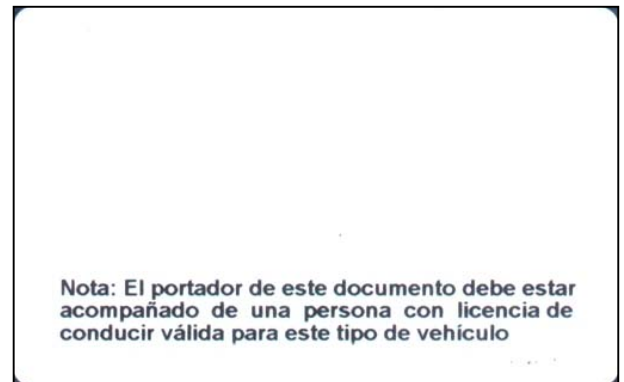 Nota: El portador de este documento debe estar
acompañado de una persona con licencia de
conducir válida para este tipo de vehículo